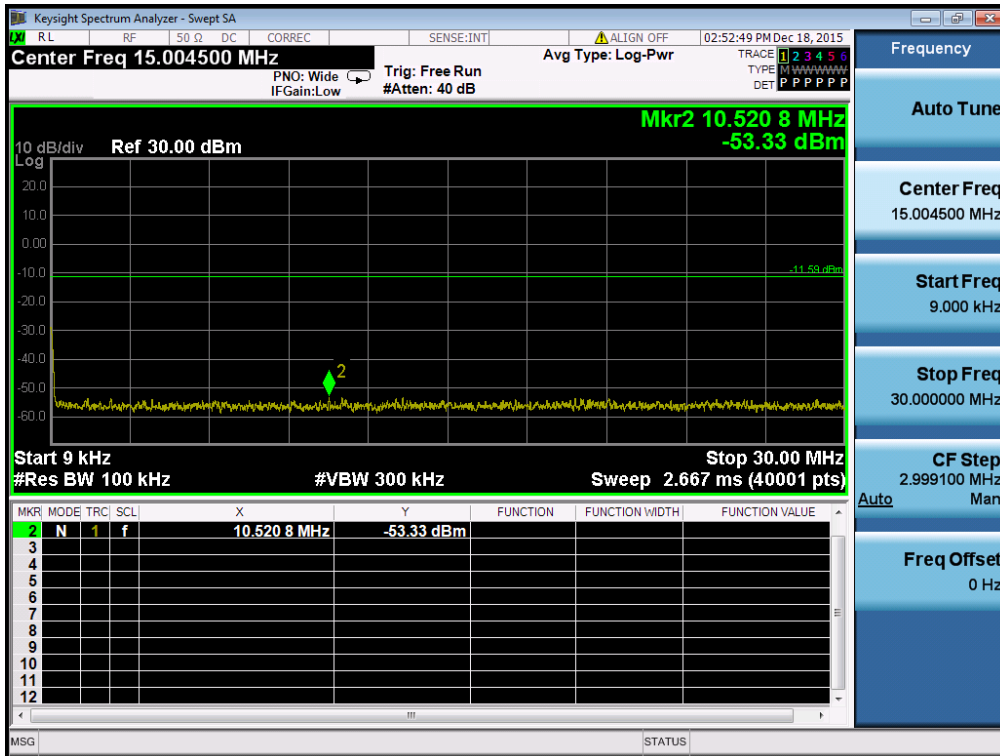 Keysight Spectrum Analyzer - Swept SA
LXI RL RF 50 Ω DC CORREC SENSE:INT ALIGN OFF 02:52:49 PM Dec 18, 2015
Center Freq 15.004500 MHz
PNO: Wide
IFGain:Low
Trig: Free Run
#Atten: 40 dB
Avg Type: Log-Pwr
TRACE 1 2 3 4 5 6
TYPE M W W W W W
DET P P P P P P
Mkr2 10.520 8 MHz
-53.33 dBm
10 dB/div Ref 30.00 dBm
Log
20.0
10.0
0.00
-10.0
-11.59 dBm
-20.0
-30.0
-40.0
2
-50.0
-60.0
Start 9 kHz Stop 30.00 MHz
#Res BW 100 kHz #VBW 300 kHz Sweep 2.667 ms (40001 pts)
MKR MODE TRC SCL X Y FUNCTION FUNCTION WIDTH FUNCTION VALUE
2 N 1 f 10.520 8 MHz -53.33 dBm
3
4
5
6
7
8
9
10
11
12
MSG STATUS
Frequency
Auto Tune
Center Freq
15.004500 MHz
Start Freq
9.000 kHz
Stop Freq
30.000000 MHz
CF Step
2.999100 MHz
Auto Man
Freq Offset
0 Hz